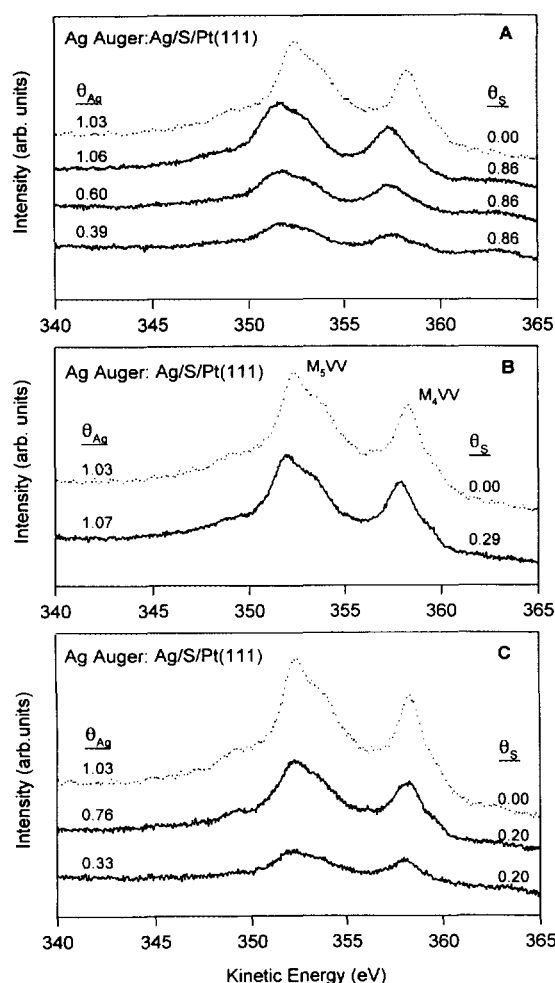 Ag Auger:Ag/S/Pt(111)
A
θAg
θS
1.03
0.00
1.06
0.86
0.60
0.86
0.39
0.86
Intensity (arb. units)
340 345 350 355 360 365
Ag Auger: Ag/S/Pt(111)
B
M5VV
M4VV
θAg
θS
1.03
0.00
1.07
0.29
Intensity (arb. units)
340 345 350 355 360 365
Ag Auger: Ag/S/Pt(111)
C
θAg
θS
1.03
0.00
0.76
0.20
0.33
0.20
Intensity (arb.units)
340 345 350 355 360 365
Kinetic Energy (eV)